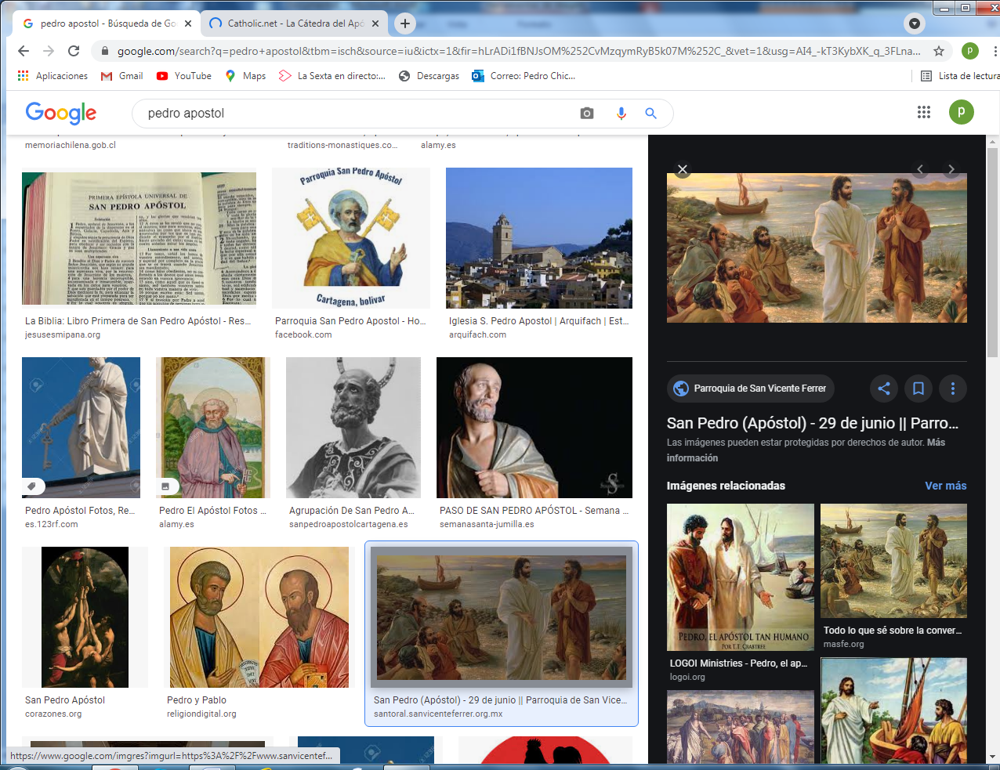 pedro apostol - Búsqueda de Go
Catholic.net - La Cátedra del Apó
google.com/search?q=pedro+apostol&tbm=isch&source=iu&ictx=1&fir=hLrADi1fBNJsOM%252CvMzqymRyB5k07M%252C_&vet=1&usg=AI4_-kT3KybXK_q_3FLna...
p
Aplicaciones
Gmail
YouTube
Maps
La Sexta en directo:...
Descargas
Correo: Pedro Chic...
Lista de lectura
Google
pedro apostol
p
memoriachilena.gob.cl
traditions-monastiques.co...
alamy.es
PRIMERA EPÍSTOLA UNIVERSAL DE
SAN PEDRO APÓSTOL
Parroquia San Pedro Apóstol
Cartagena, bolivar
La Biblia: Libro Primera de San Pedro Apóstol - Res...
jesusesmipana.org
Parroquia San Pedro Apostol - Ho...
facebook.com
Iglesia S. Pedro Apostol | Arquifach | Est...
arquifach.com
Pedro Apóstol Fotos, Re...
es.123rf.com
Pedro El Apóstol Fotos ...
alamy.es
Agrupación De San Pedro A...
sanpedroapostolcartagena.es
PASO DE SAN PEDRO APÓSTOL - Semana ...
semanasanta-jumilla.es
San Pedro Apóstol
corazones.org
Pedro y Pablo
religiondigital.org
San Pedro (Apóstol) - 29 de junio || Parroquia de San Vice...
santoral.sanvicenteferrer.org.mx
Parroquia de San Vicente Ferrer
San Pedro (Apóstol) - 29 de junio || Parro...
Las imágenes pueden estar protegidas por derechos de autor. Más
información
Imágenes relacionadas
Ver más
PEDRO, EL APÓSTOL TAN HUMANO
POR T.T. CRABTREE
LOGOI Ministries - Pedro, el ap...
logoi.org
Todo lo que sé sobre la conver...
masfe.org
https://www.google.com/imgres?imgurl=https%3A%2F%2Fwww.sanvicentef...